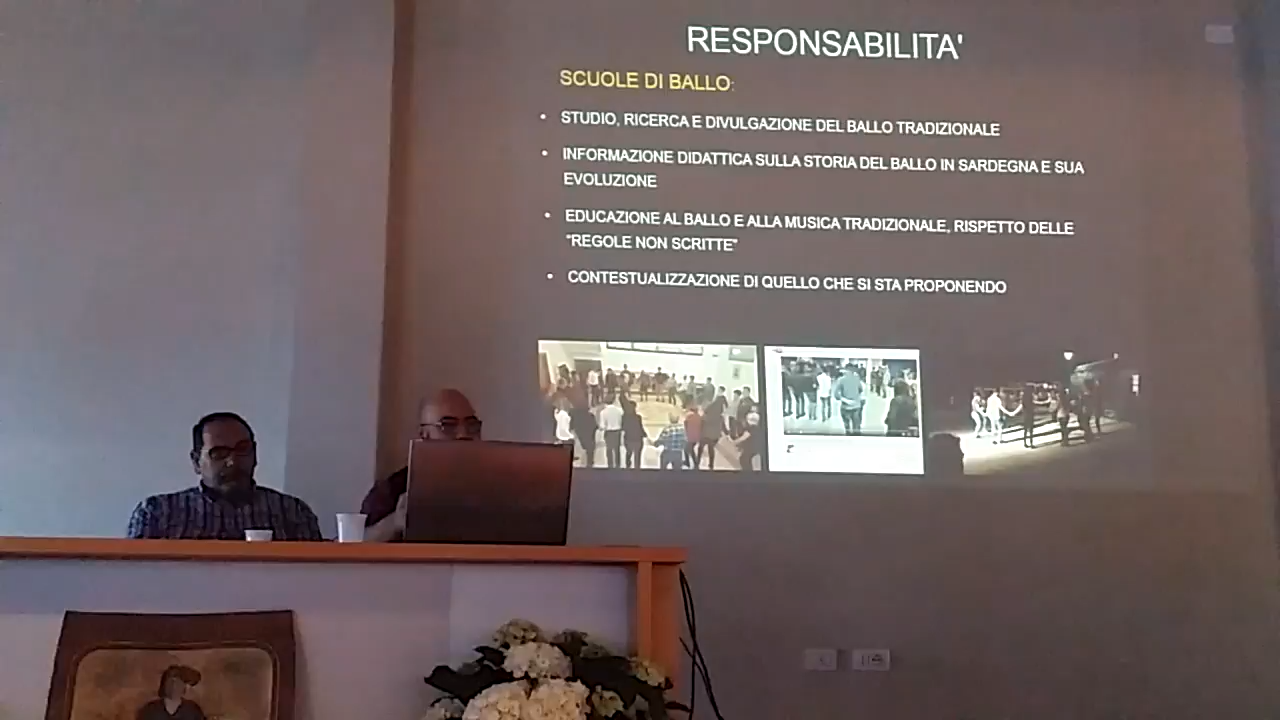 RESPONSABILITA'
SCUOLE DI BALLO:
• STUDIO, RICERCA E DIVULGAZIONE DEL BALLO TRADIZIONALE
• INFORMAZIONE DIDATTICA SULLA STORIA DEL BALLO IN SARDEGNA E SUA
EVOLUZIONE
• EDUCAZIONE AL BALLO E ALLA MUSICA TRADIZIONALE, RISPETTO DELLE
"REGOLE NON SCRITTE"
• CONTESTUALIZZAZIONE DI QUELLO CHE SI STA PROPONENDO